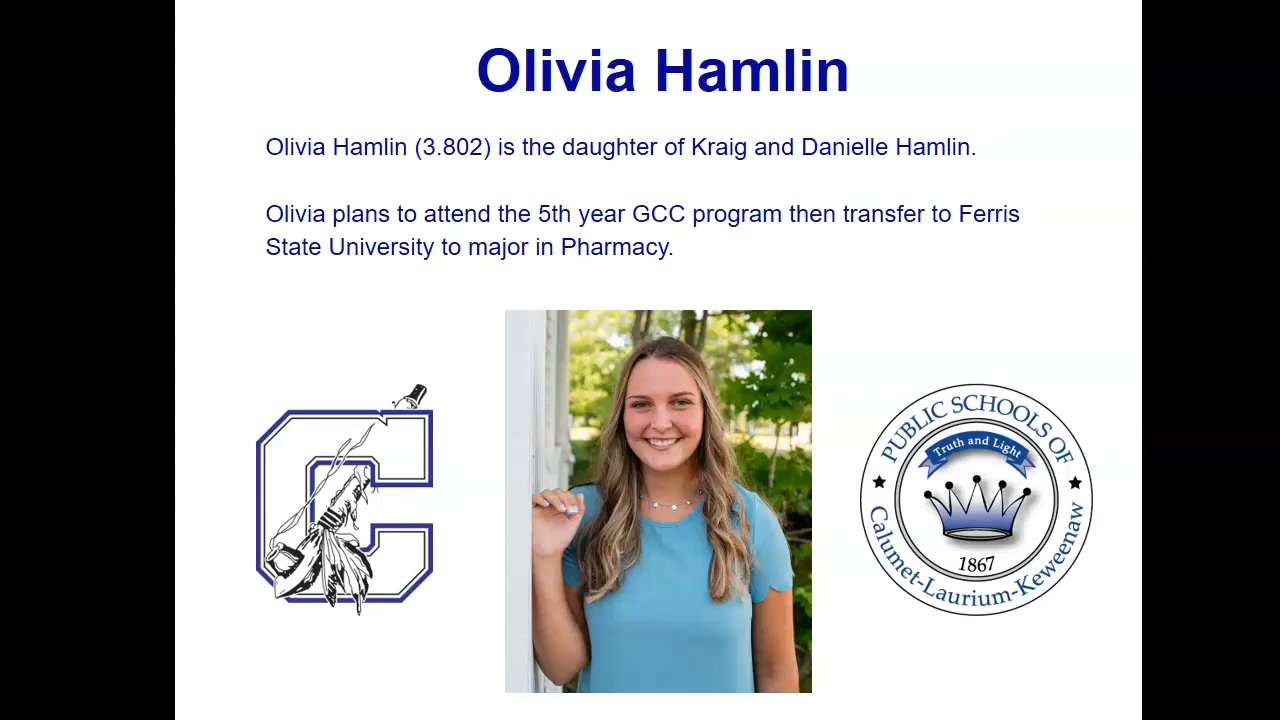 Olivia Hamlin
Olivia Hamlin (3.802) is the daughter of Kraig and Danielle Hamlin.
Olivia plans to attend the 5th year GCC program then transfer to Ferris
State University to major in Pharmacy.
C
PUBLIC SCHOOLS OF
Truth and Light
1867
Calumet-Laurium-Keweenaw